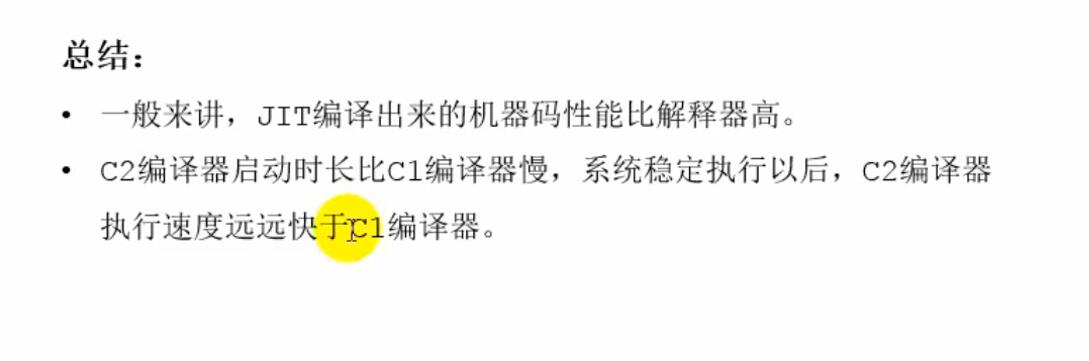 总结：
• 一般来讲，JIT编译出来的机器码性能比解释器高。
• C2编译器启动时长比C1编译器慢，系统稳定执行以后，C2编译器
执行速度远远快于C1编译器。